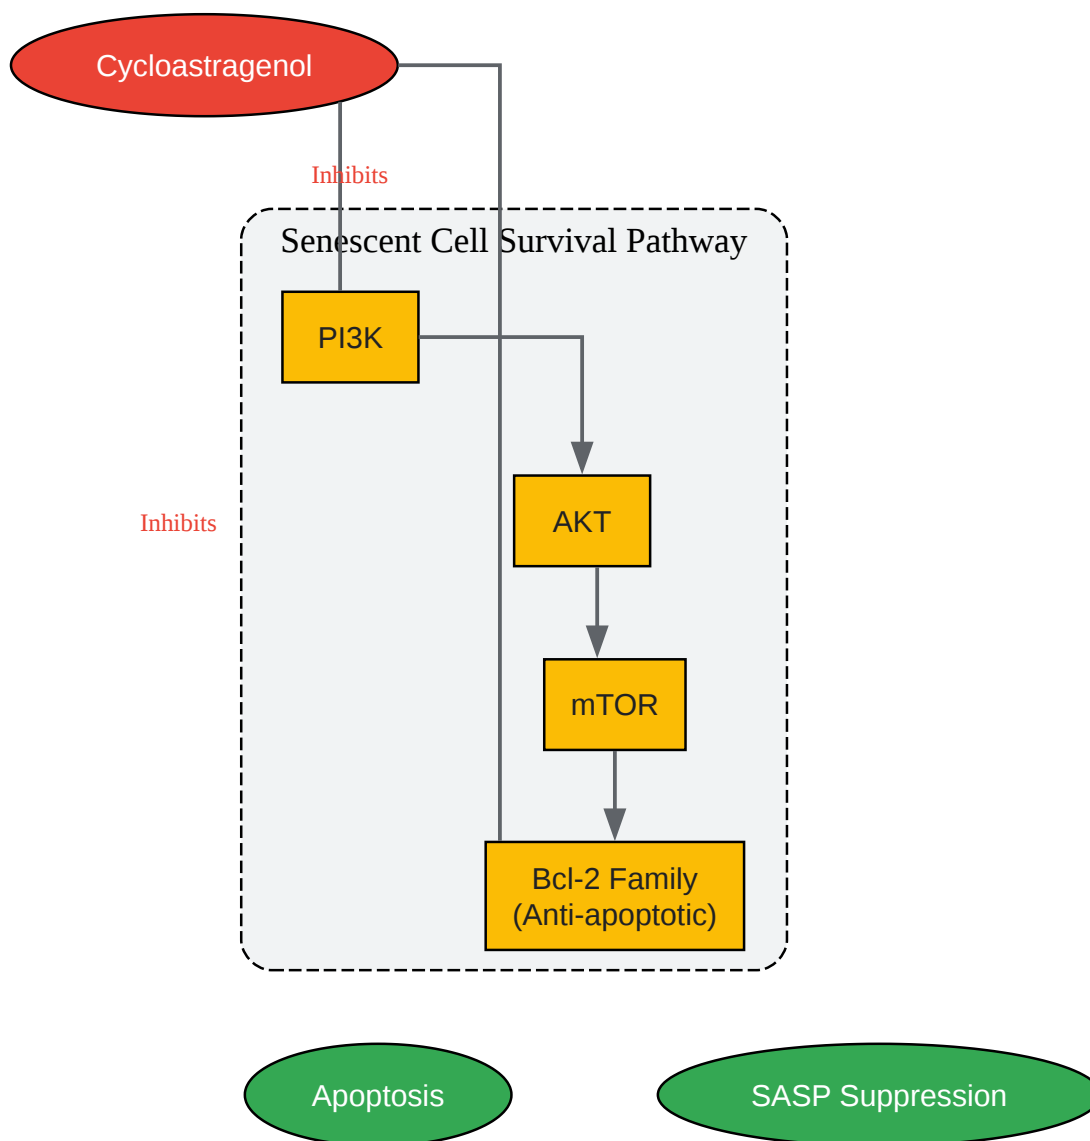 Cycloastragenol
Inhibits
Senescent Cell Survival Pathway
PI3K
AKT
Inhibits
mTOR
Bcl-2 Family
(Anti-apoptotic)
Apoptosis
SASP Suppression